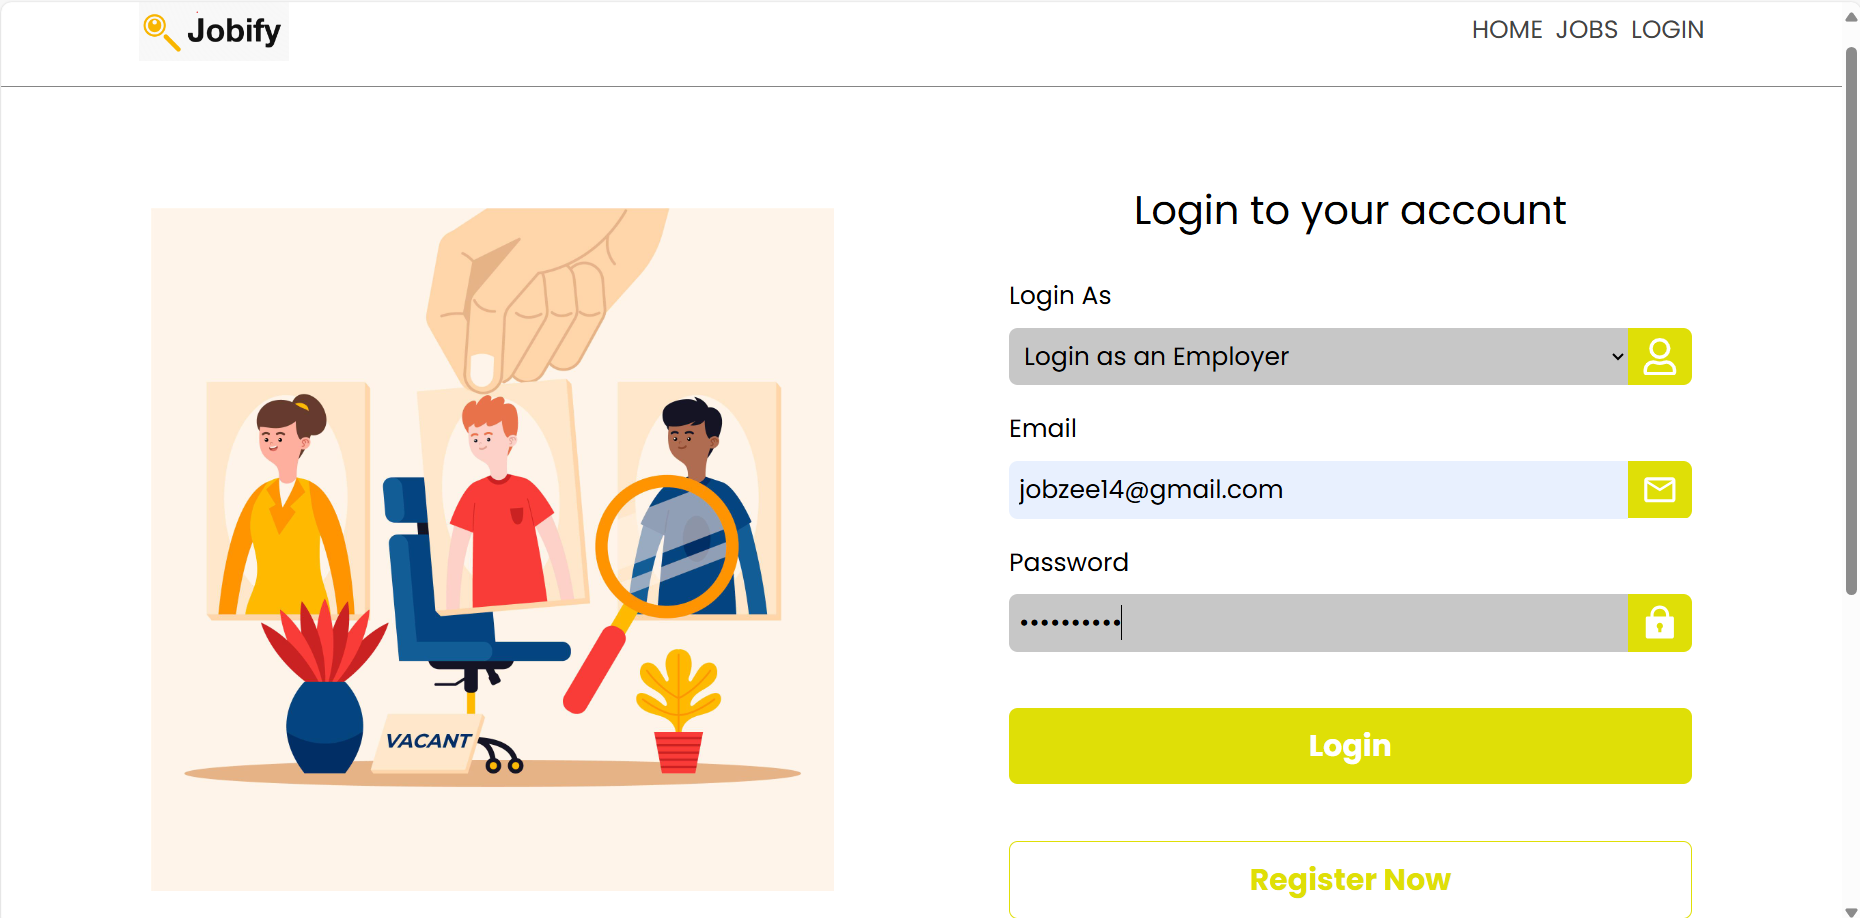 Jobify
HOME JOBS LOGIN
Login to your account
Login As
Login as an Employer
Email
jobzee14@gmail.com
Password
••••••••••
Login
Register Now
VACANT